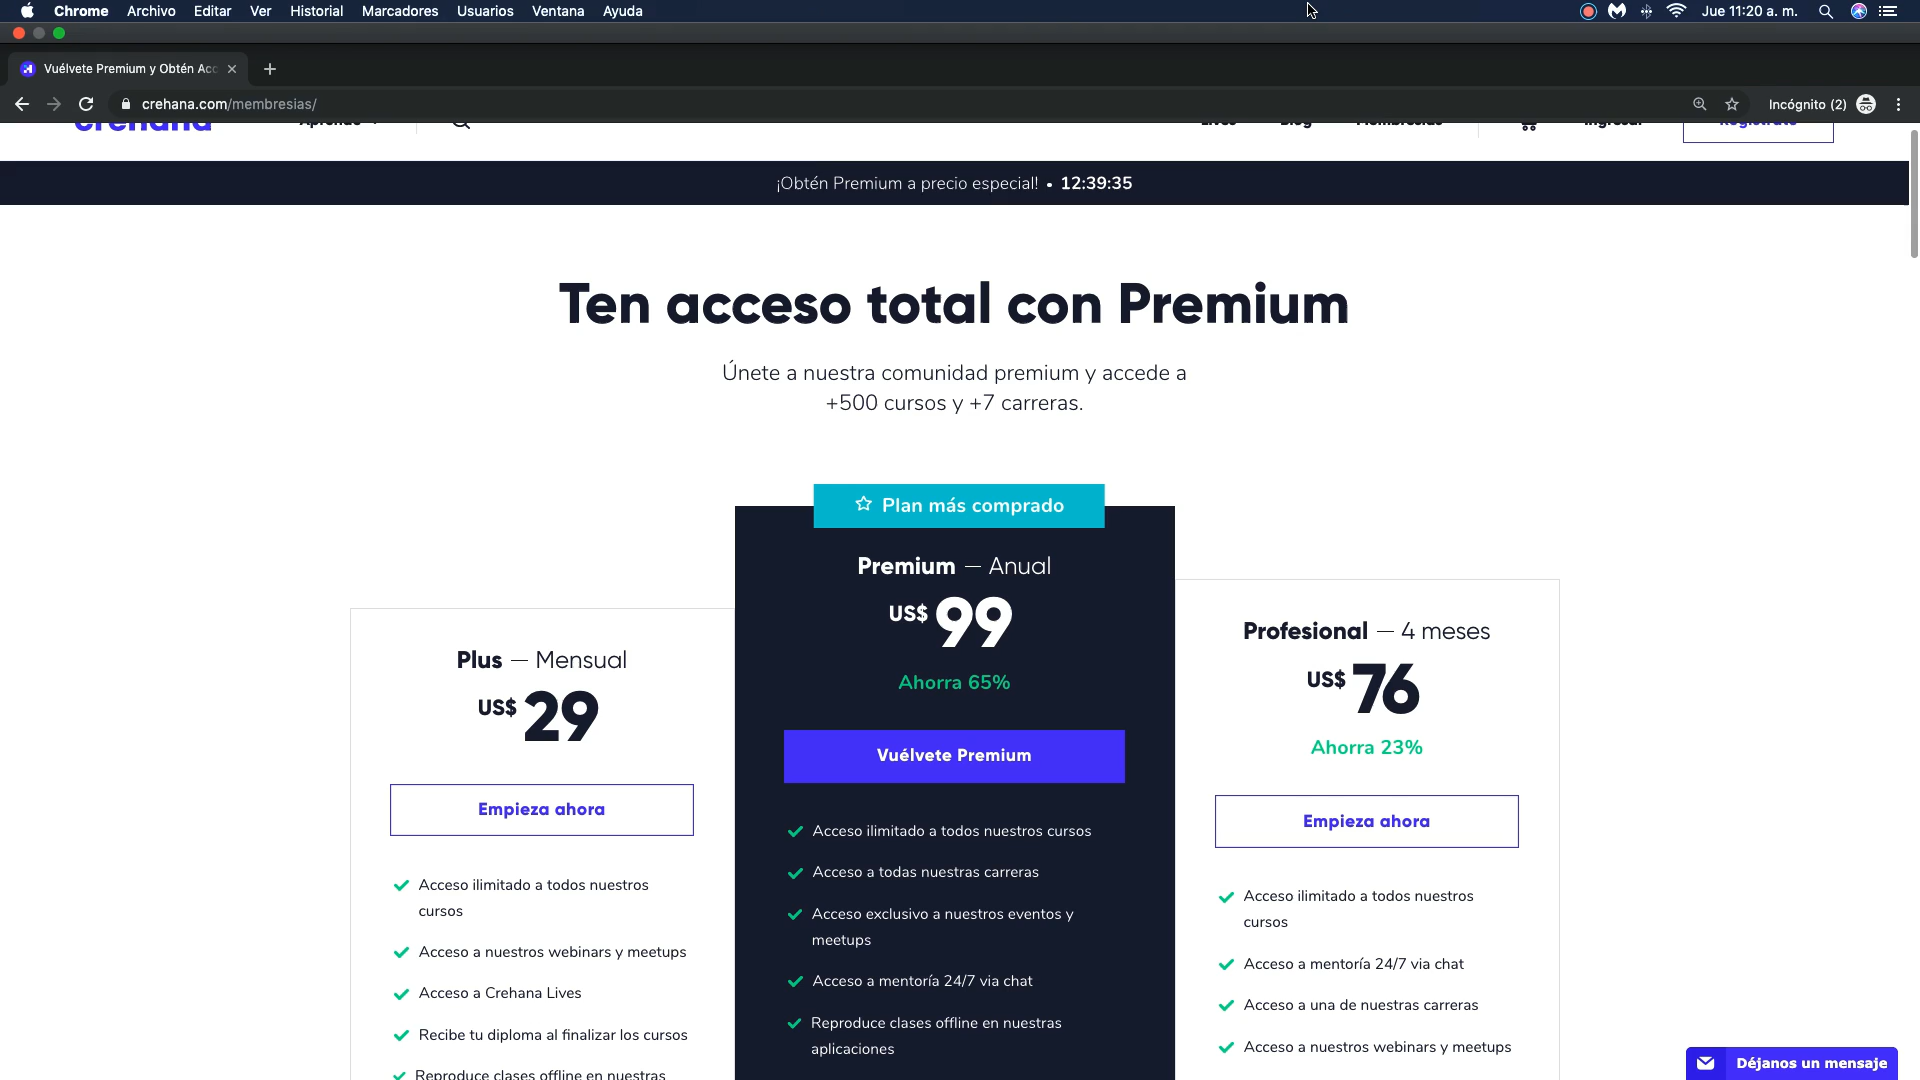 Chrome Archivo Editar Ver Historial Marcadores Usuarios Ventana Ayuda
Jue 11:20 a. m.
Vuélvete Premium y Obtén Acc
crehana.com/membresias/
Incógnito (2)
crehana Aprende Lives Blog Membresías Ingresar Regístrate
¡Obtén Premium a precio especial! • 12:39:35
Ten acceso total con Premium
Únete a nuestra comunidad premium y accede a
+500 cursos y +7 carreras.
Plan más comprado
Premium — Anual
US$ 99
Ahorra 65%
Vuélvete Premium
Acceso ilimitado a todos nuestros cursos
Acceso a todas nuestras carreras
Acceso exclusivo a nuestros eventos y
meetups
Acceso a mentoría 24/7 via chat
Reproduce clases offline en nuestras
aplicaciones
Plus — Mensual
US$ 29
Empieza ahora
Acceso ilimitado a todos nuestros
cursos
Acceso a nuestros webinars y meetups
Acceso a Crehana Lives
Recibe tu diploma al finalizar los cursos
Reproduce clases offline en nuestras
Profesional — 4 meses
US$ 76
Ahorra 23%
Empieza ahora
Acceso ilimitado a todos nuestros
cursos
Acceso a mentoría 24/7 via chat
Acceso a una de nuestras carreras
Acceso a nuestros webinars y meetups
Déjanos un mensaje